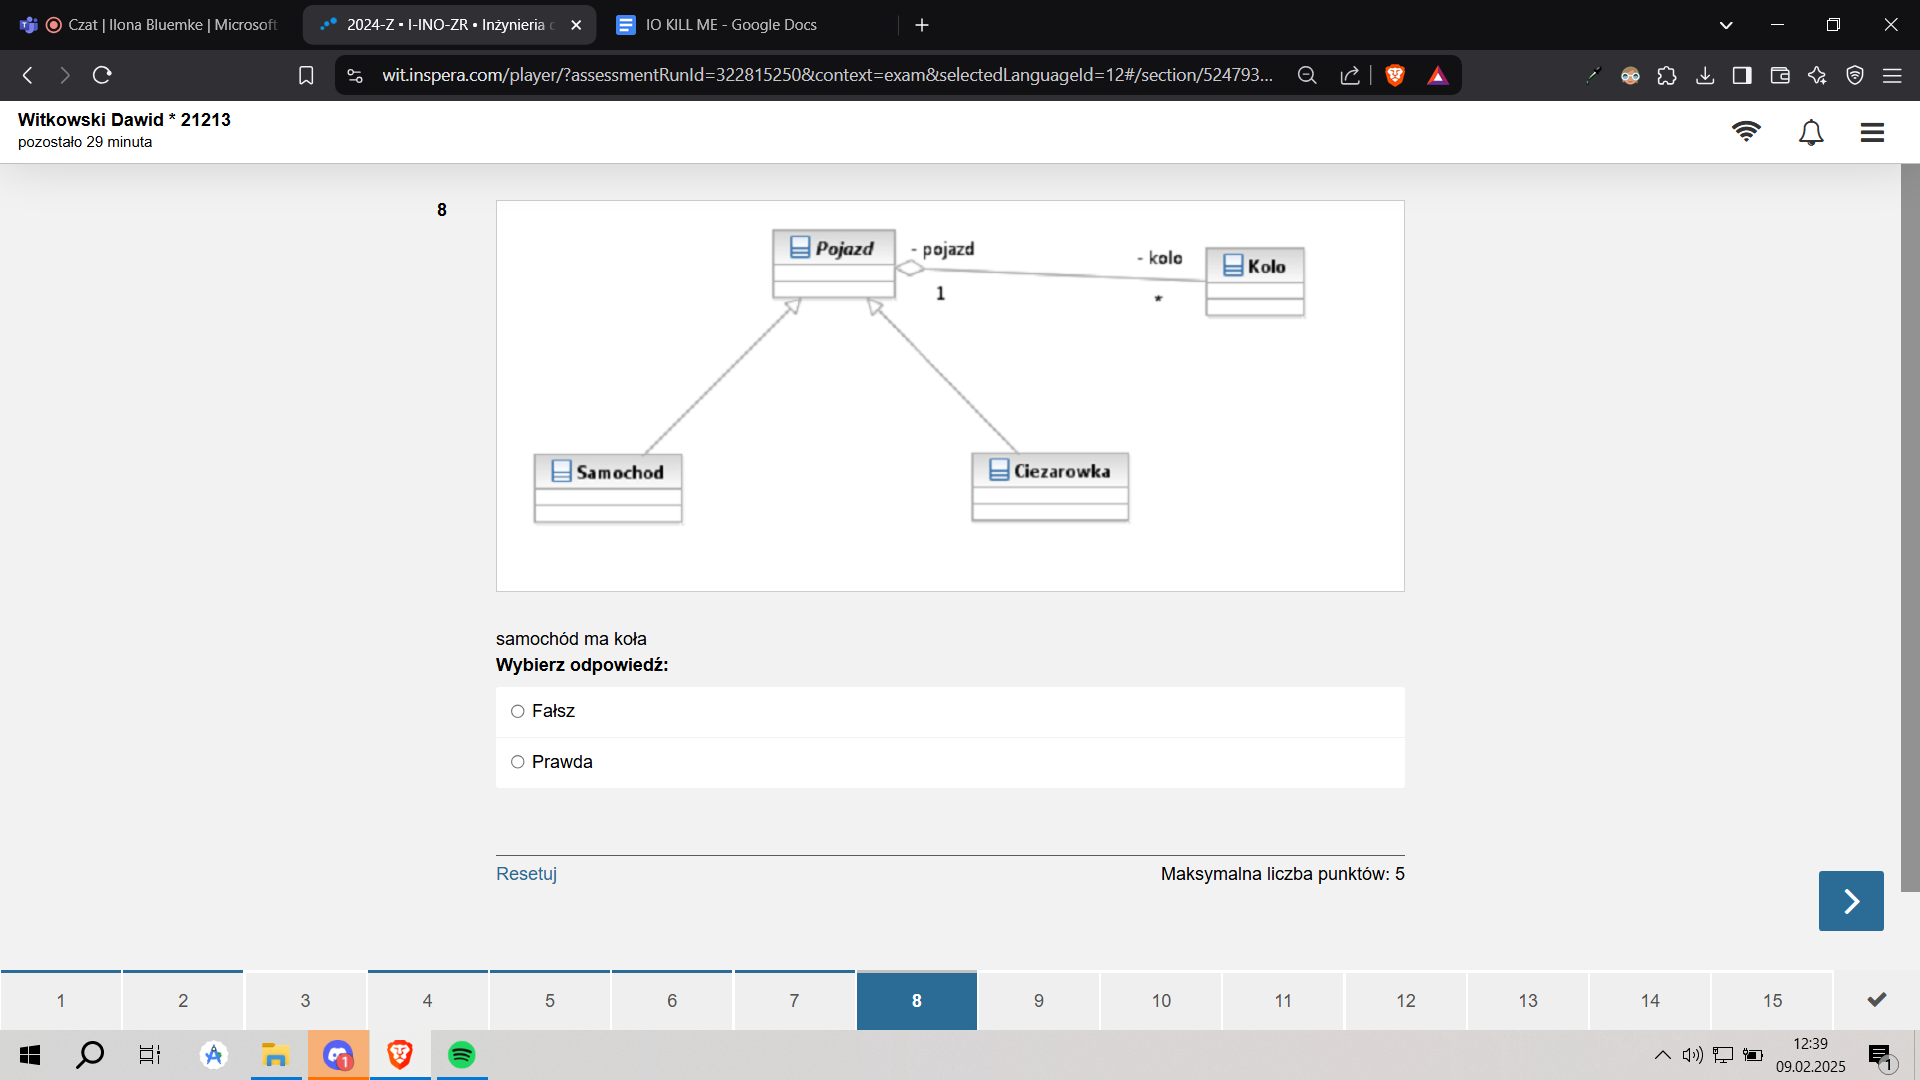 Czat | Ilona Bluemke | Microsoft
2024-Z • I-INO-ZR • Inżynieria
IO KILL ME - Google Docs
wit.inspera.com/player/?assessmentRunId=322815250&context=exam&selectedLanguageId=12#/section/524793...
Witkowski Dawid * 21213
pozostało 29 minuta
8
Pojazd
- pojazd
1
- kolo
*
Kolo
Samochod
Ciezarowka
samochód ma koła
Wybierz odpowiedź:
Fałsz
Prawda
Resetuj
Maksymalna liczba punktów: 5
1 2 3 4 5 6 7 8 9 10 11 12 13 14 15
1
12:39
09.02.2025
1